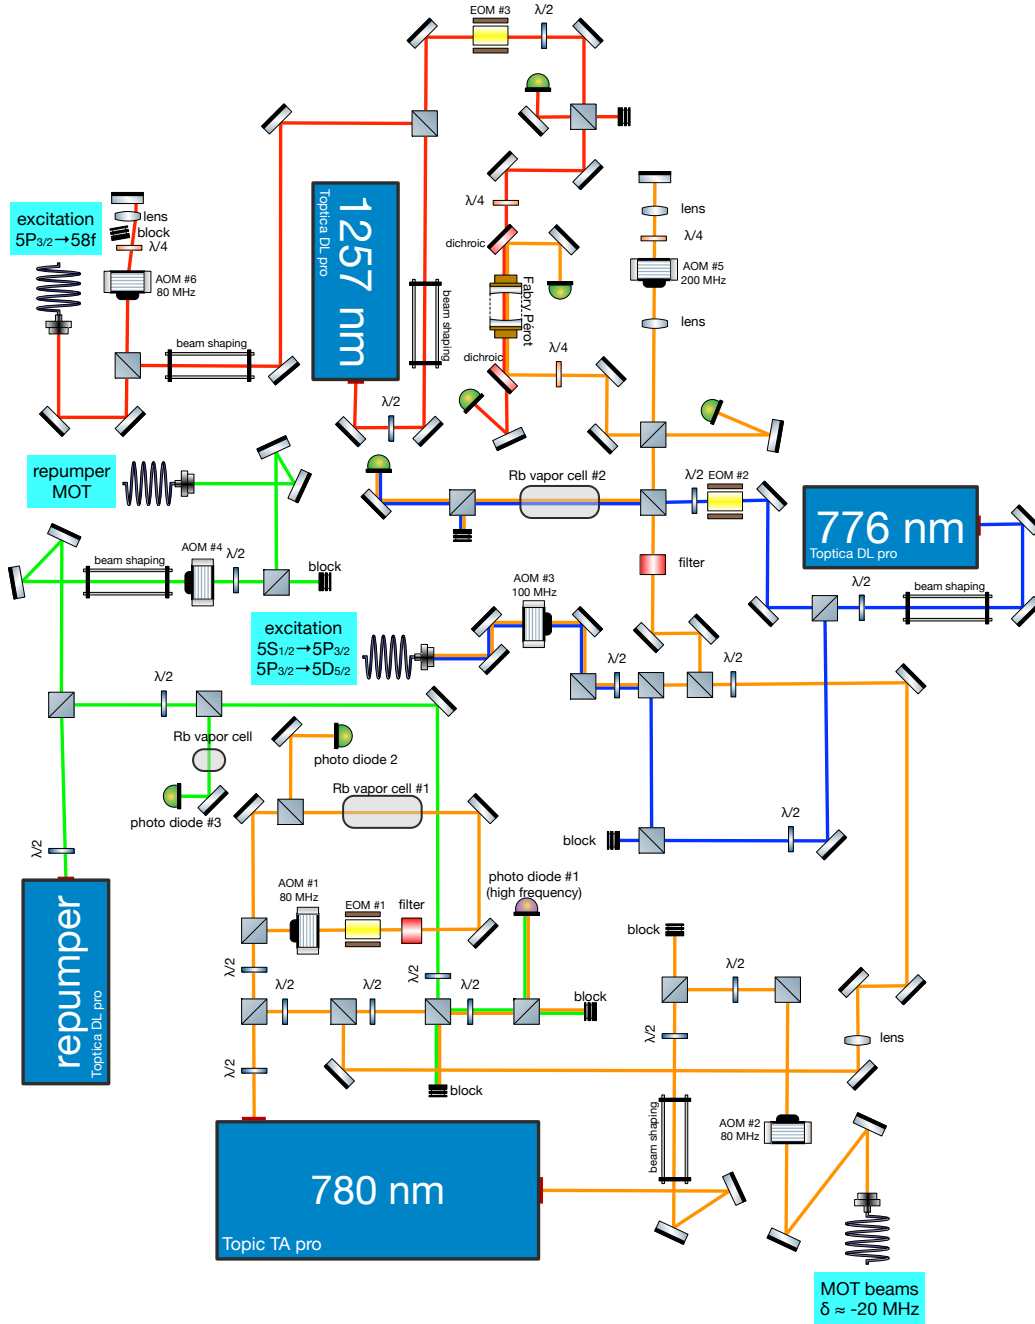 EOM #3
λ/2
λ/4
lens
excitation
5P3/2→58f
lens
block
λ/4
AOM #6
80 MHz
1257 nm
Toptica DL pro
dichroic
λ/4
AOM #5
200 MHz
Fabry Pérot
lens
beam shaping
beam shaping
dichroic
λ/4
λ/2
repumper
MOT
Rb vapor cell #2
λ/2
EOM #2
776 nm
Toptica DL pro
beam shaping
AOM #4
λ/2
block
filter
AOM #3
100 MHz
λ/2
beam shaping
excitation
5S1/2→5P3/2
5P3/2→5D5/2
λ/2
λ/2
λ/2
Rb vapor cell
photo diode 2
Rb vapor cell #1
photo diode #3
λ/2
block
λ/2
repumper
Toptica DL pro
AOM #1
80 MHz
EOM #1
filter
photo diode #1
(high frequency)
block
λ/2
λ/2
λ/2
λ/2
λ/2
λ/2
block
λ/2
lens
λ/2
block
beam shaping
AOM #2
80 MHz
780 nm
Topic TA pro
MOT beams
δ ≈ -20 MHz